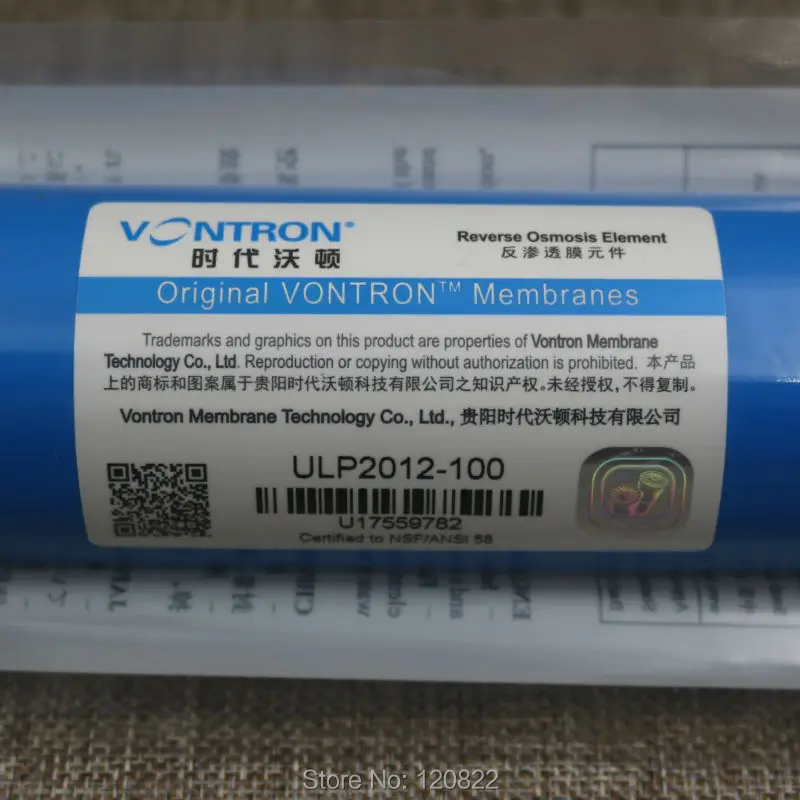 VONTRON®
时代沃顿
Reverse Osmosis Element
反渗透膜元件
Original VONTRON™ Membranes
Trademarks and graphics on this product are properties of Vontron Membrane
Technology Co., Ltd. Reproduction or copying without authorization is prohibited. 本产品
上的商标和图案属于贵阳时代沃顿科技有限公司之知识产权。未经授权,不得复制。
Vontron Membrane Technology Co., Ltd., 贵阳时代沃顿科技有限公司
ULP2012-100
U17559782
Certified to NSF/ANSI 58
Store No: 120822